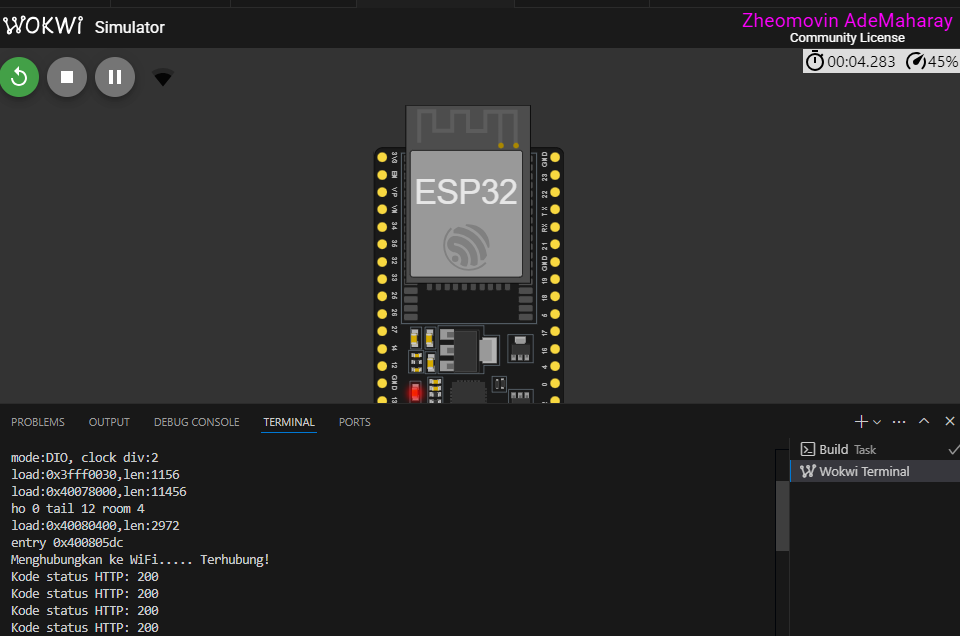 WOKWI Simulator
Zheomovin AdeMaharay
Community License
00:04.283 45%
ESP32
3V3
EN
VP
VN
34
35
32
33
25
26
27
14
12
GND
13
GND
23
22
TX
RX
21
GND
19
18
5
17
16
4
0
PROBLEMS OUTPUT DEBUG CONSOLE TERMINAL PORTS
mode:DIO, clock div:2
load:0x3fff0030,len:1156
load:0x40078000,len:11456
ho 0 tail 12 room 4
load:0x40080400,len:2972
entry 0x400805dc
Menghubungkan ke WiFi..... Terhubung!
Kode status HTTP: 200
Kode status HTTP: 200
Kode status HTTP: 200
Kode status HTTP: 200
Build Task
Wokwi Terminal